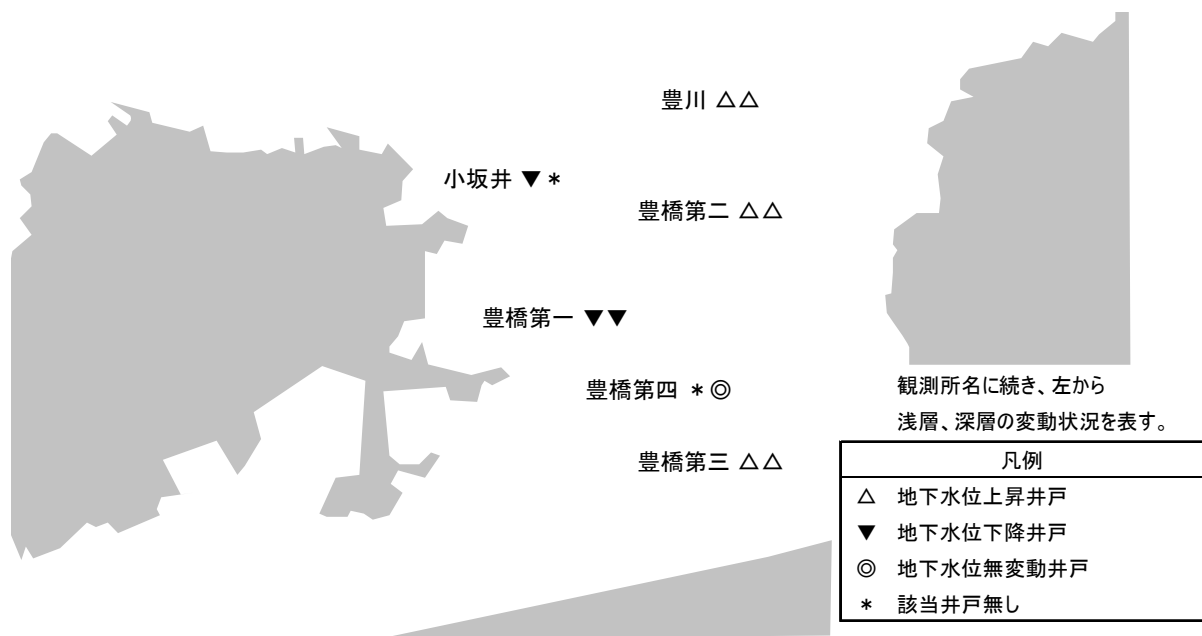 豊川 △△
小坂井 ▼*
豊橋第二 △△
豊橋第一 ▼▼
豊橋第四 *◎
豊橋第三 △△
観測所名に続き、左から
浅層、深層の変動状況を表す。
凡例
△ 地下水位上昇井戸
▼ 地下水位下降井戸
◎ 地下水位無変動井戸
* 該当井戸無し